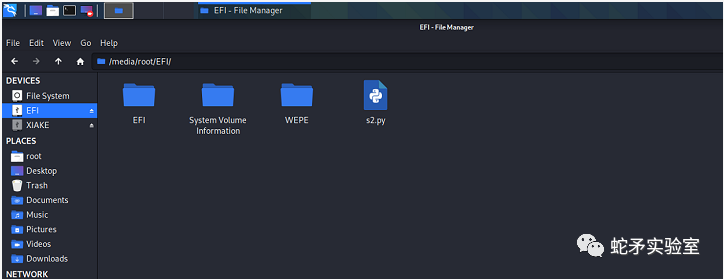 EFI - File Manager
EFI - File Manager
File Edit View Go Help
/media/root/EFI/
DEVICES
File System
EFI
XIAKE
PLACES
root
Desktop
Trash
Documents
Music
Pictures
Videos
Downloads
NETWORK
EFI
System Volume
Information
WEPE
s2.py
蛇矛实验室